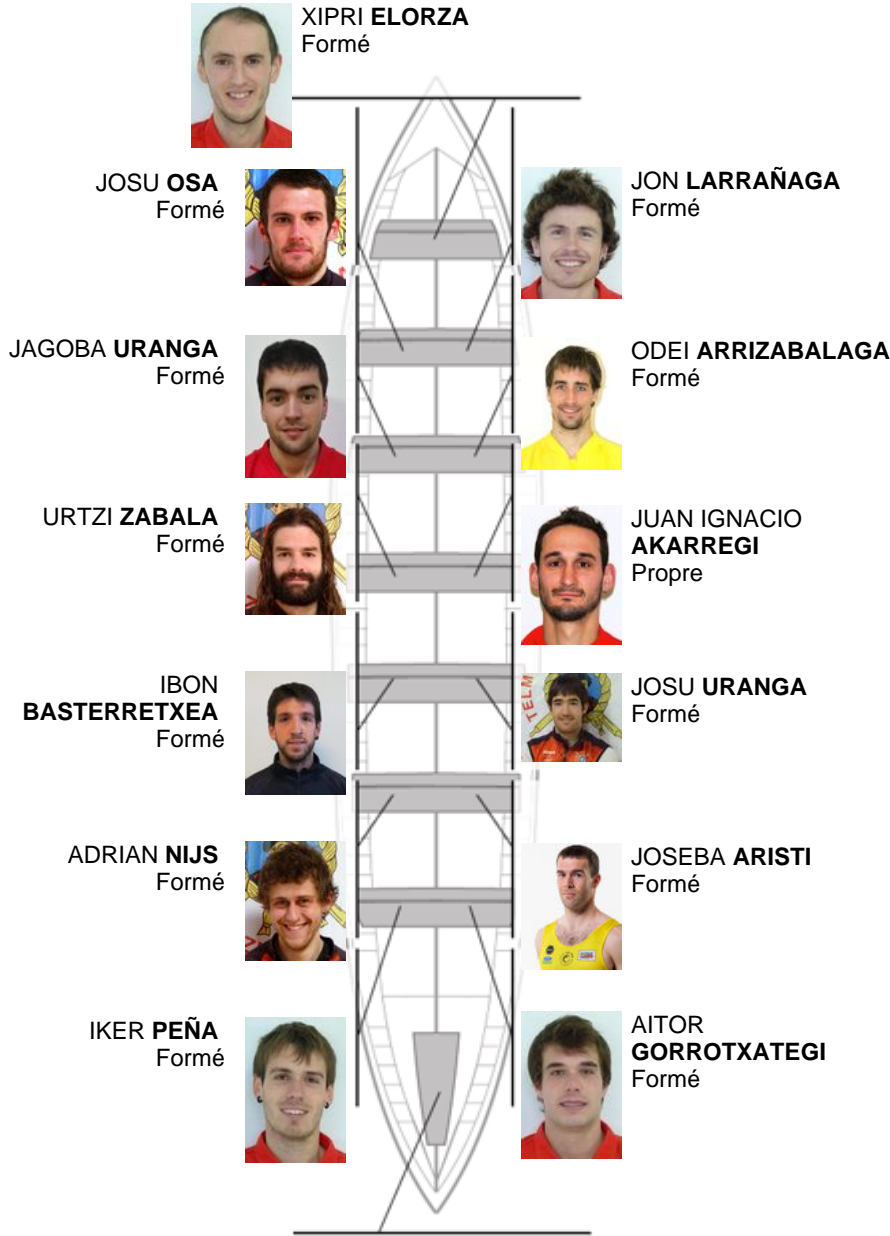 XIPRI ELORZA
Formé
JOSU OSA
Formé
JON LARRAÑAGA
Formé
JAGOBA URANGA
Formé
ODEI ARRIZABALAGA
Formé
URTZI ZABALA
Formé
JUAN IGNACIO
AKARREGI
Propre
IBON
BASTERRETXEA
Formé
TELM
JOSU URANGA
Formé
ADRIAN NIJS
Formé
JOSEBA ARISTI
Formé
IKER PEÑA
Formé
AITOR
GORROTXATEGI
Formé